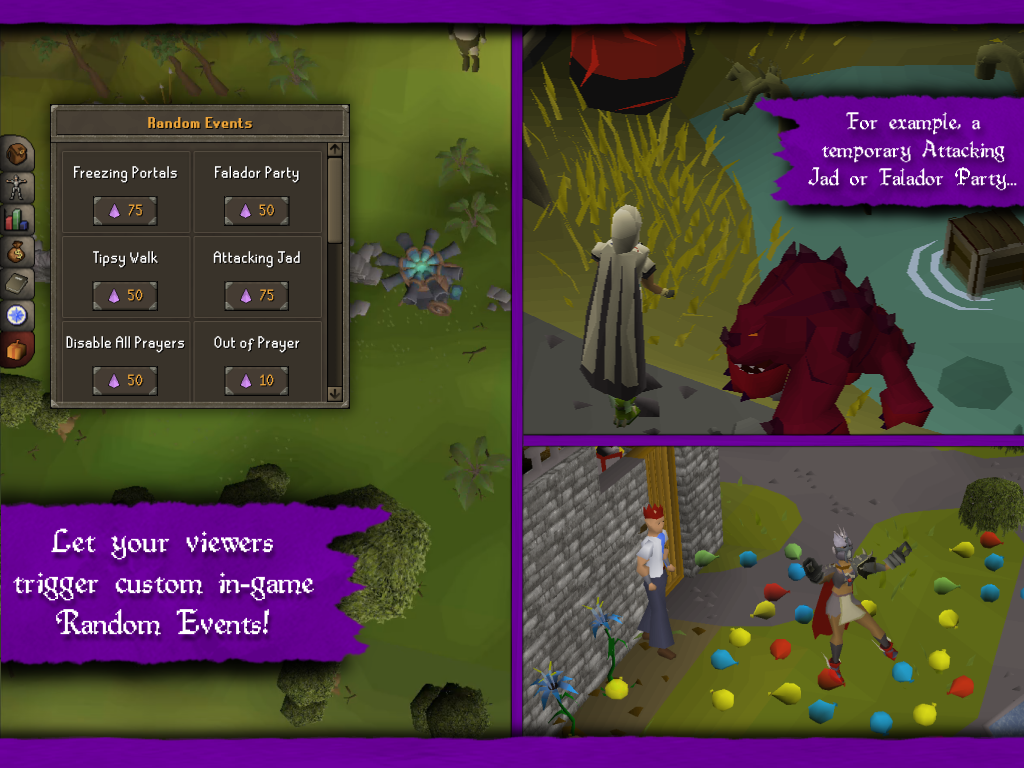 Random Events
Freezing Portals
Falador Party
75
50
Tipsy Walk
Attacking Jad
50
75
Disable All Prayers
Out of Prayer
50
10
Let your viewers
trigger custom in-game
Random Events!
For example, a
temporary Attacking
Jad or Falador Party...